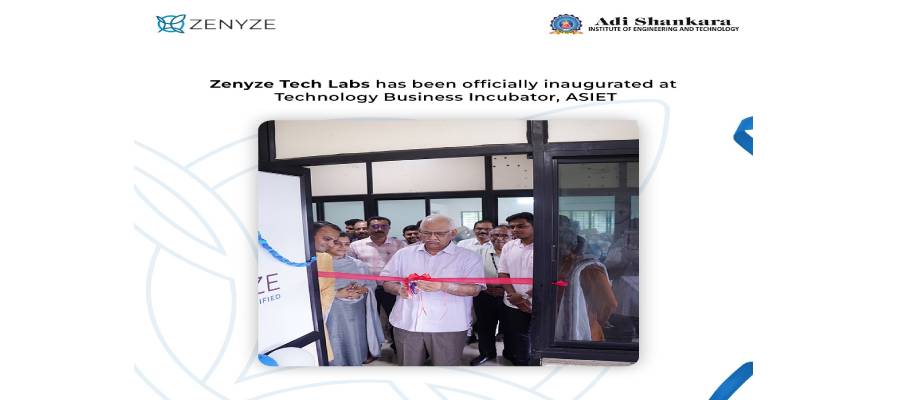 ZENYZE
Adi Shankara
INSTITUTE OF ENGINEERING AND TECHNOLOGY
Zenyze Tech Labs has been officially inaugurated at
Technology Business Incubator, ASIET
ZE
IFIED